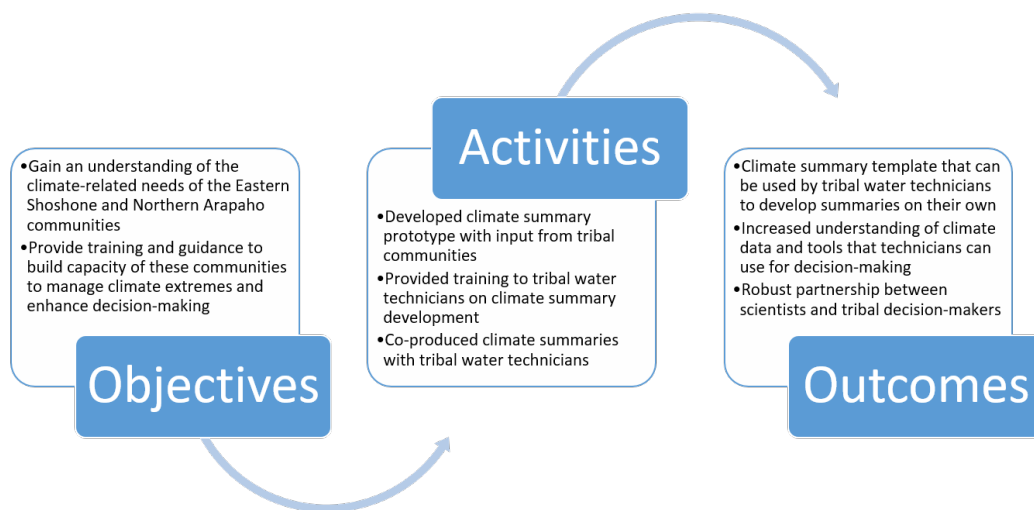 •Gain an understanding of the
climate-related needs of the Eastern
Shoshone and Northern Arapaho
communities
•Provide training and guidance to
build capacity of these communities
to manage climate extremes and
enhance decision-making
Objectives
Activities
•Developed climate summary
prototype with input from tribal
communities
•Provided training to tribal water
technicians on climate summary
development
•Co-produced climate summaries
with tribal water technicians
•Climate summary template that can
be used by tribal water technicians
to develop summaries on their own
•Increased understanding of climate
data and tools that technicians can
use for decision-making
•Robust partnership between
scientists and tribal decision-makers
Outcomes